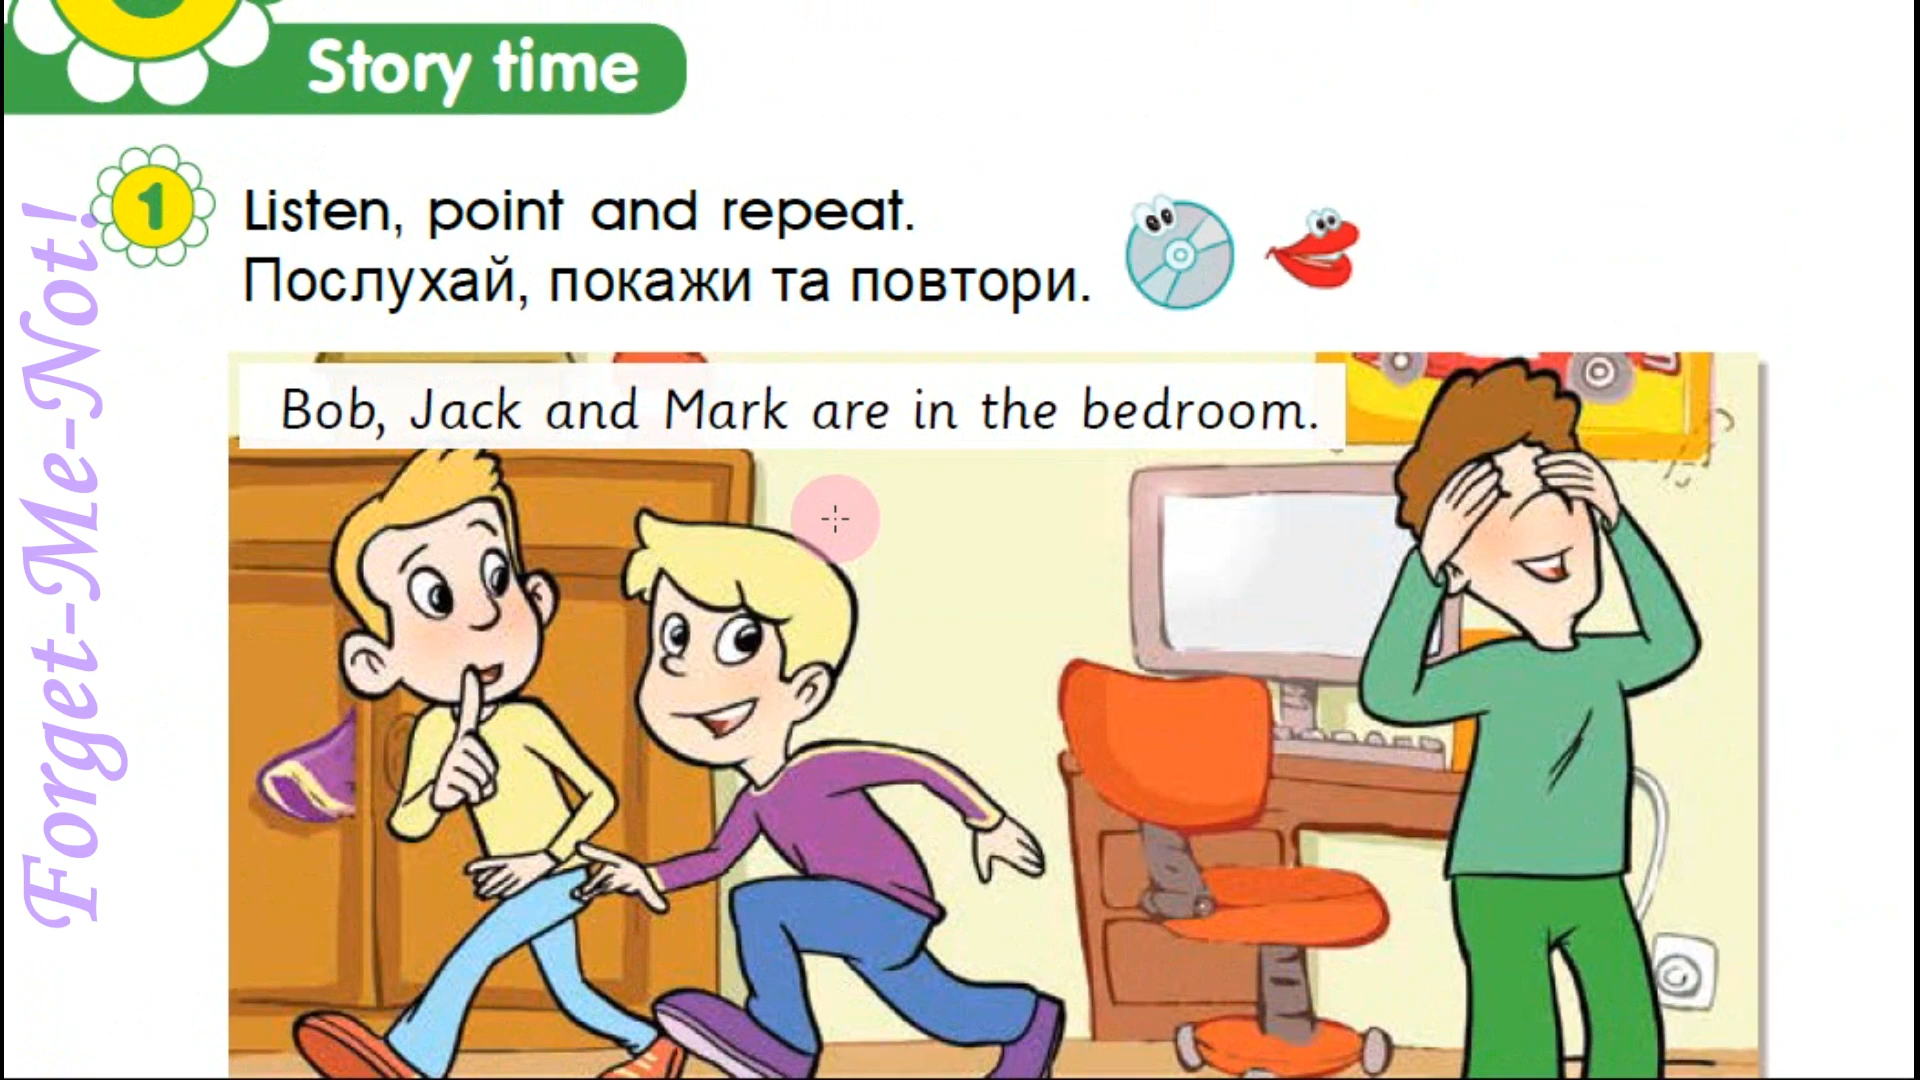 Story time
1
Listen, point and repeat.
Послухай, покажи та повтори.
Bob, Jack and Mark are in the bedroom.
Forget-Me-Not!